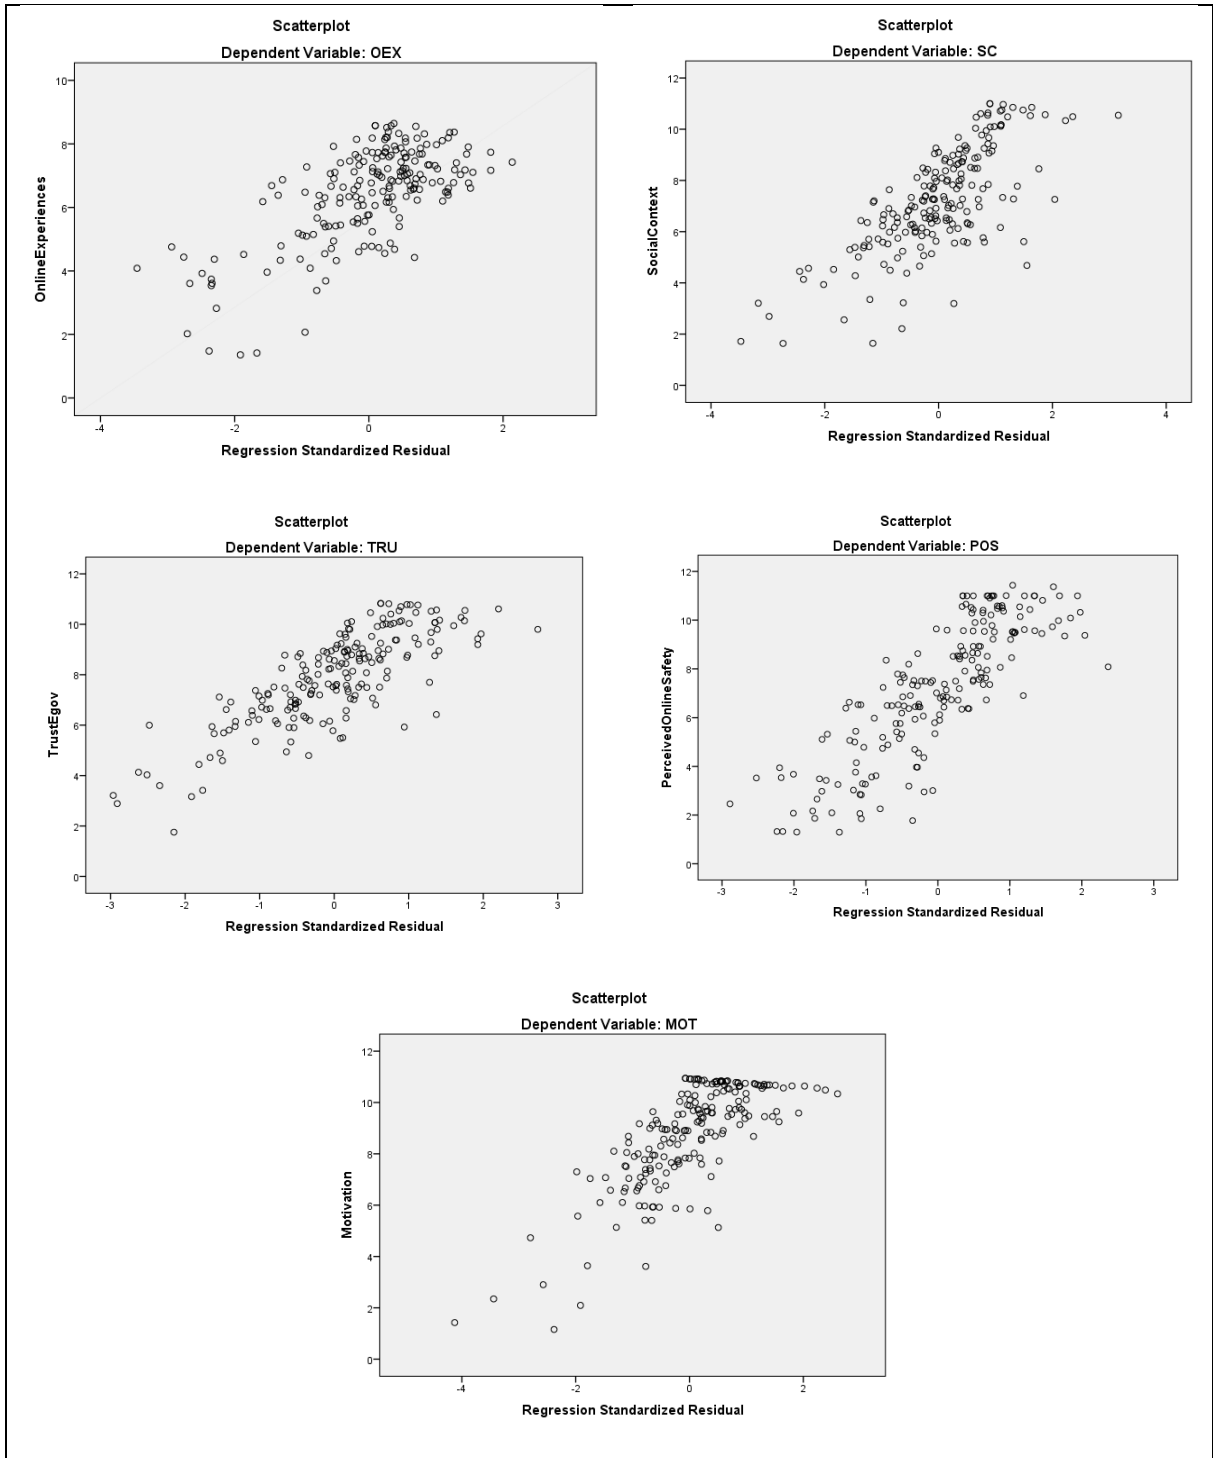 Scatterplot
Dependent Variable: OEX
10
8
6
4
2
0
OnlineExperiences
-4 -2 0 2
Regression Standardized Residual
Scatterplot
Dependent Variable: SC
12
10
8
6
4
2
0
SocialContext
-4 -2 0 2 4
Regression Standardized Residual
Scatterplot
Dependent Variable: TRU
12
10
8
6
4
2
0
TrustEgov
-3 -2 -1 0 1 2 3
Regression Standardized Residual
Scatterplot
Dependent Variable: POS
12
10
8
6
4
2
0
PerceivedOnlineSafety
-3 -2 -1 0 1 2 3
Regression Standardized Residual
Scatterplot
Dependent Variable: MOT
12
10
8
6
4
2
0
Motivation
-4 -2 0 2
Regression Standardized Residual